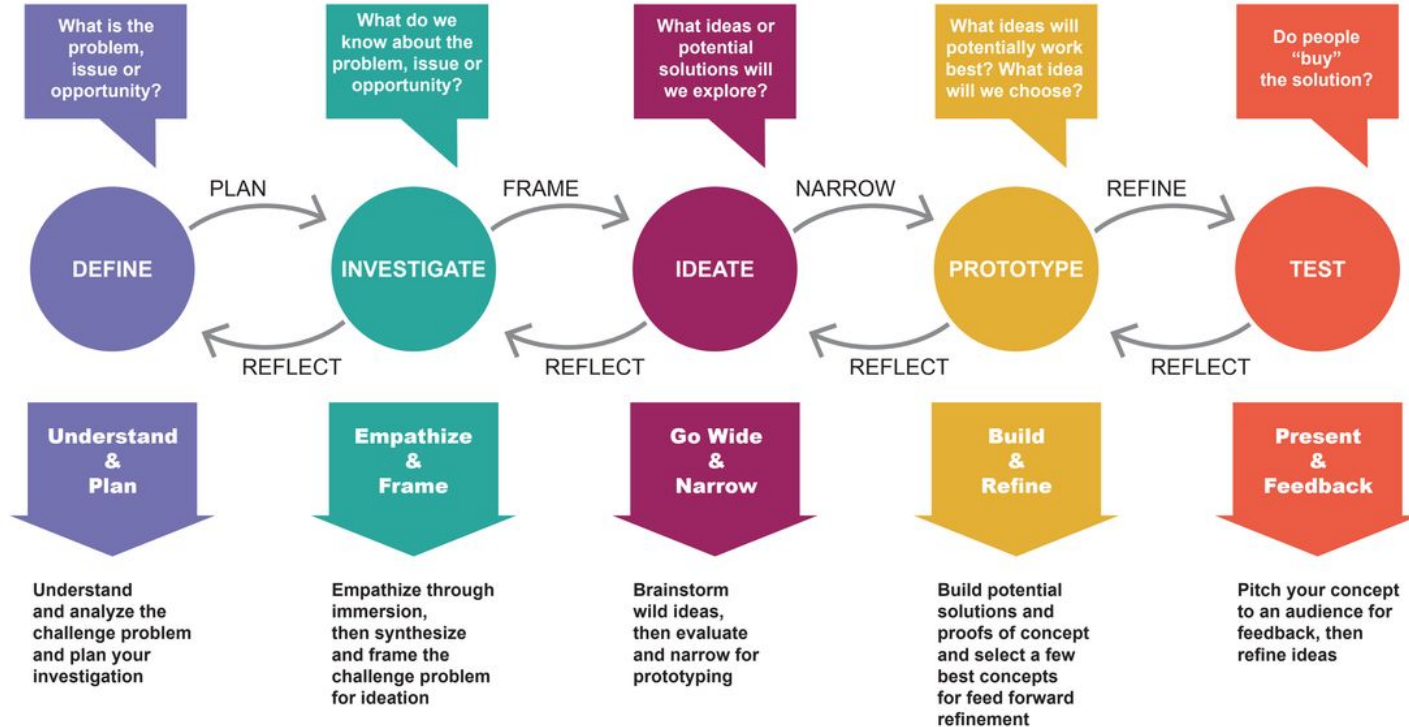 What is the
problem,
issue or
opportunity?
What do we
know about the
problem, issue or
opportunity?
What ideas or
potential
solutions will
we explore?
What ideas will
potentially work
best? What idea
will we choose?
Do people
“buy”
the solution?
PLAN
FRAME
NARROW
REFINE
DEFINE
INVESTIGATE
IDEATE
PROTOTYPE
TEST
REFLECT
REFLECT
REFLECT
REFLECT
Understand
&
Plan
Empathize
&
Frame
Go Wide
&
Narrow
Build
&
Refine
Present
&
Feedback
Understand
and analyze the
challenge problem
and plan your
investigation
Empathize through
immersion,
then synthesize
and frame the
challenge problem
for ideation
Brainstorm
wild ideas,
then evaluate
and narrow for
prototyping
Build potential
solutions and
proofs of concept
and select a few
best concepts
for feed forward
refinement
Pitch your concept
to an audience for
feedback, then
refine ideas